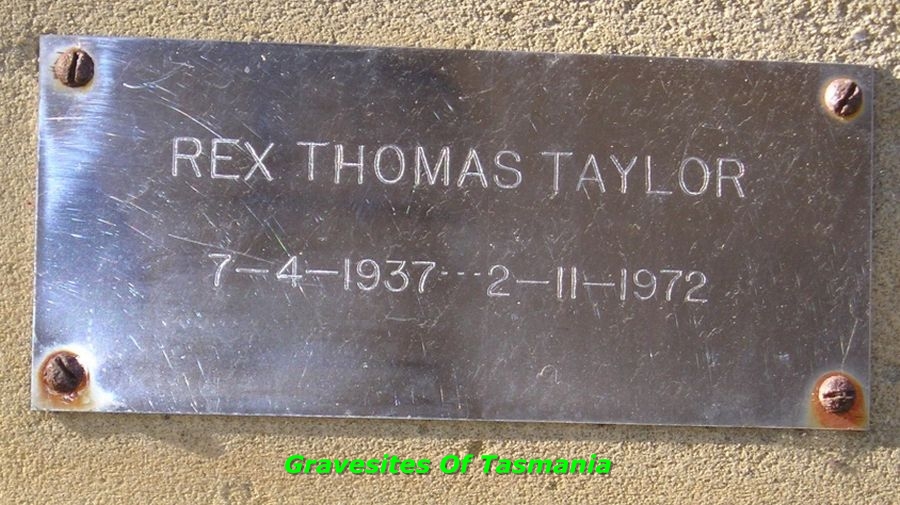 REX THOMAS TAYLOR
7-4-1937---2-11-1972
Gravesites Of Tasmania